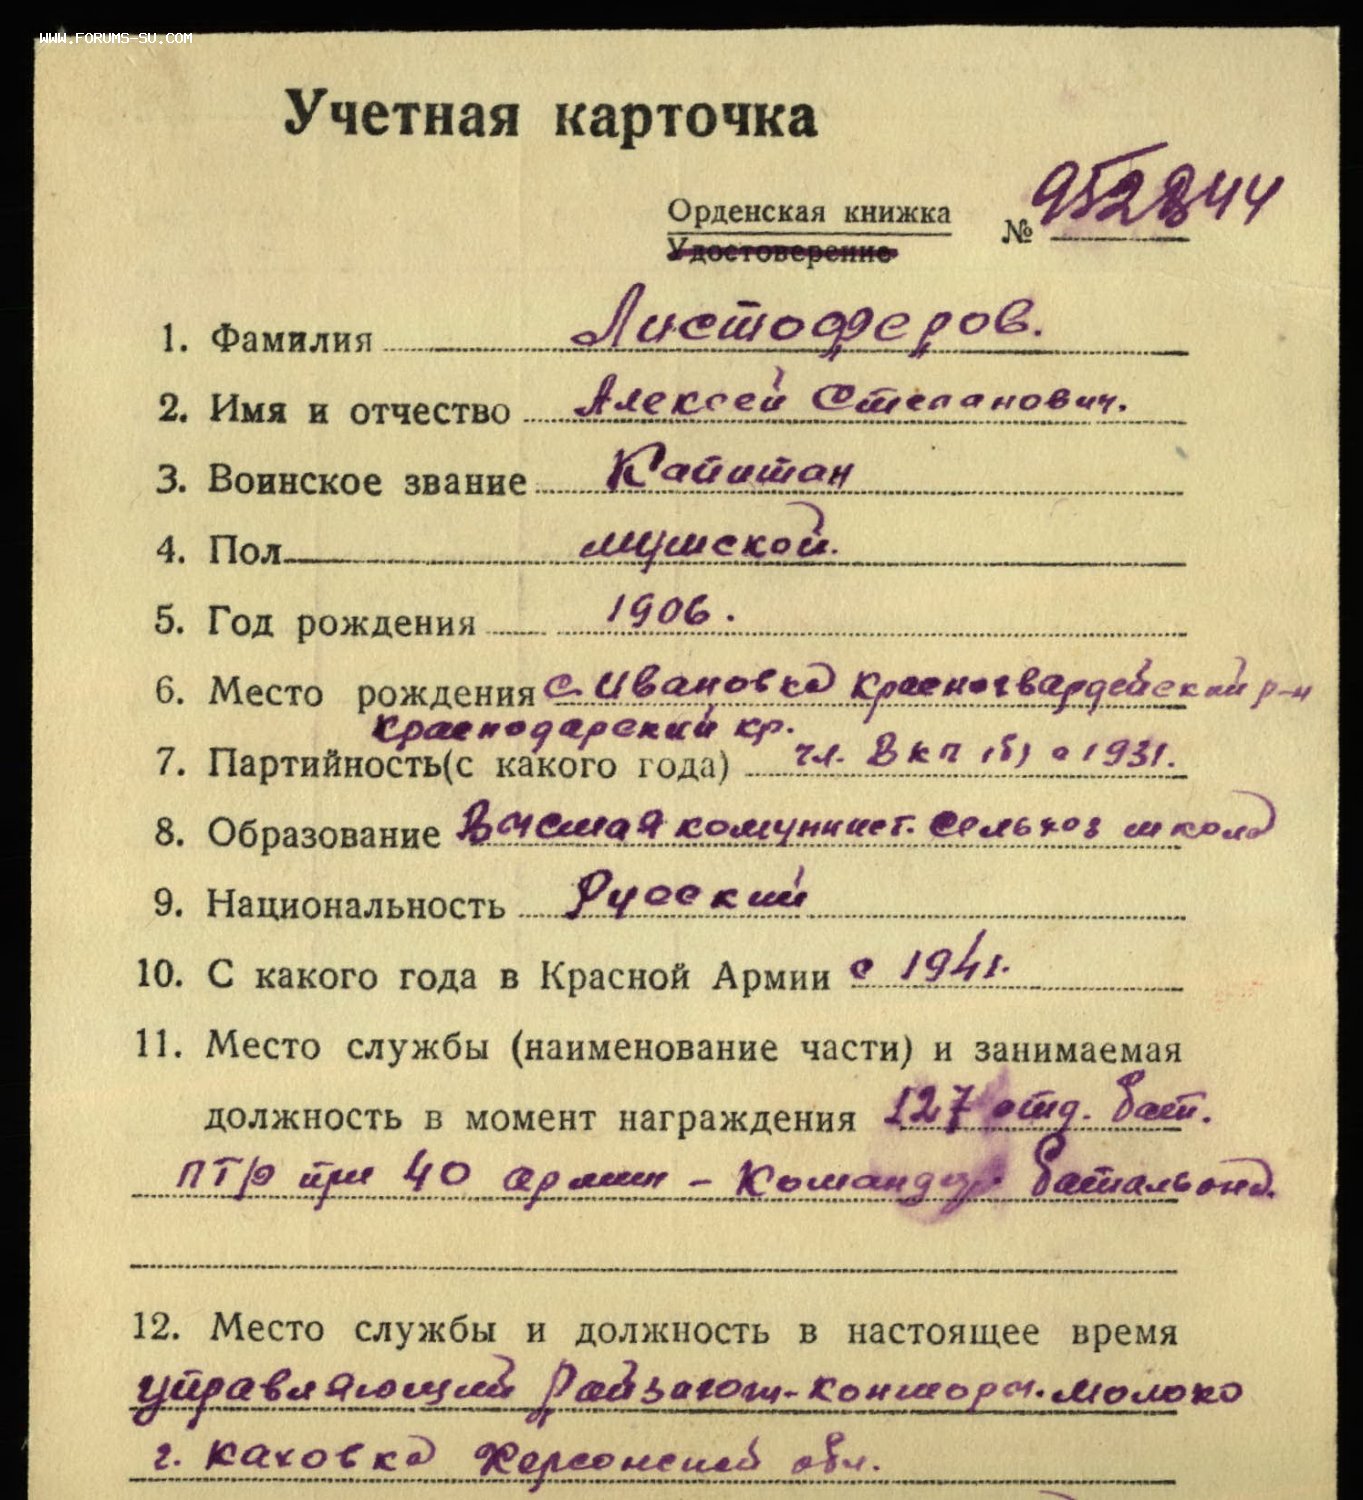 WWW.FORUMS-SU.COM
Учетная карточка
Орденская книжка
Удостоверение
№ 952844
1. Фамилия Листоферов.
2. Имя и отчество Алексей Степанович.
3. Воинское звание Капитан
4. Пол мужской.
5. Год рождения 1906.
6. Место рождения с. Ивановка Красногвардейский р-н
Краснодарский кр.
7. Партийность(с какого года) чл. ВКП(б) с 1931.
8. Образование Высшая комунист. сельхоз школа
9. Национальность Русский
10. С какого года в Красной Армии с 1941.
11. Место службы (наименование части) и занимаемая
должность в момент награждения 127 отд. бат.
ПТР при 40 армии - Командир батальона.
12. Место службы и должность в настоящее время
управляющий Райзагот-конторы. молоко
г. Каховка Херсонской обл.